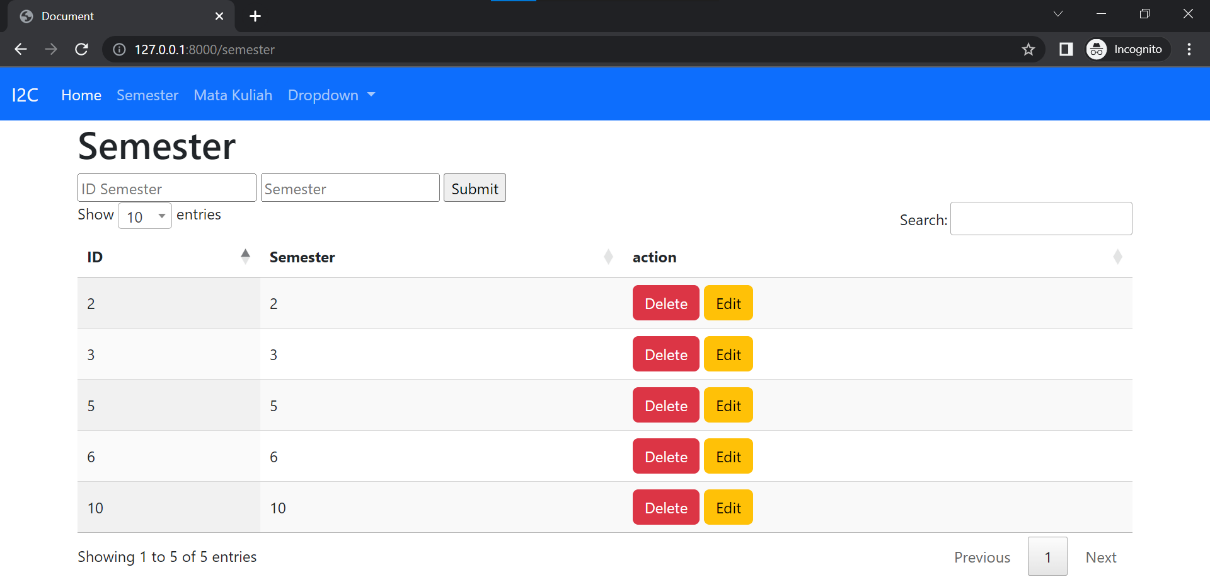 Document
127.0.0.1:8000/semester
Incognito
I2C Home Semester Mata Kuliah Dropdown
Semester
ID Semester Semester Submit
Show 10 entries Search:
ID Semester action
2 2 Delete Edit
3 3 Delete Edit
5 5 Delete Edit
6 6 Delete Edit
10 10 Delete Edit
Showing 1 to 5 of 5 entries Previous 1 Next